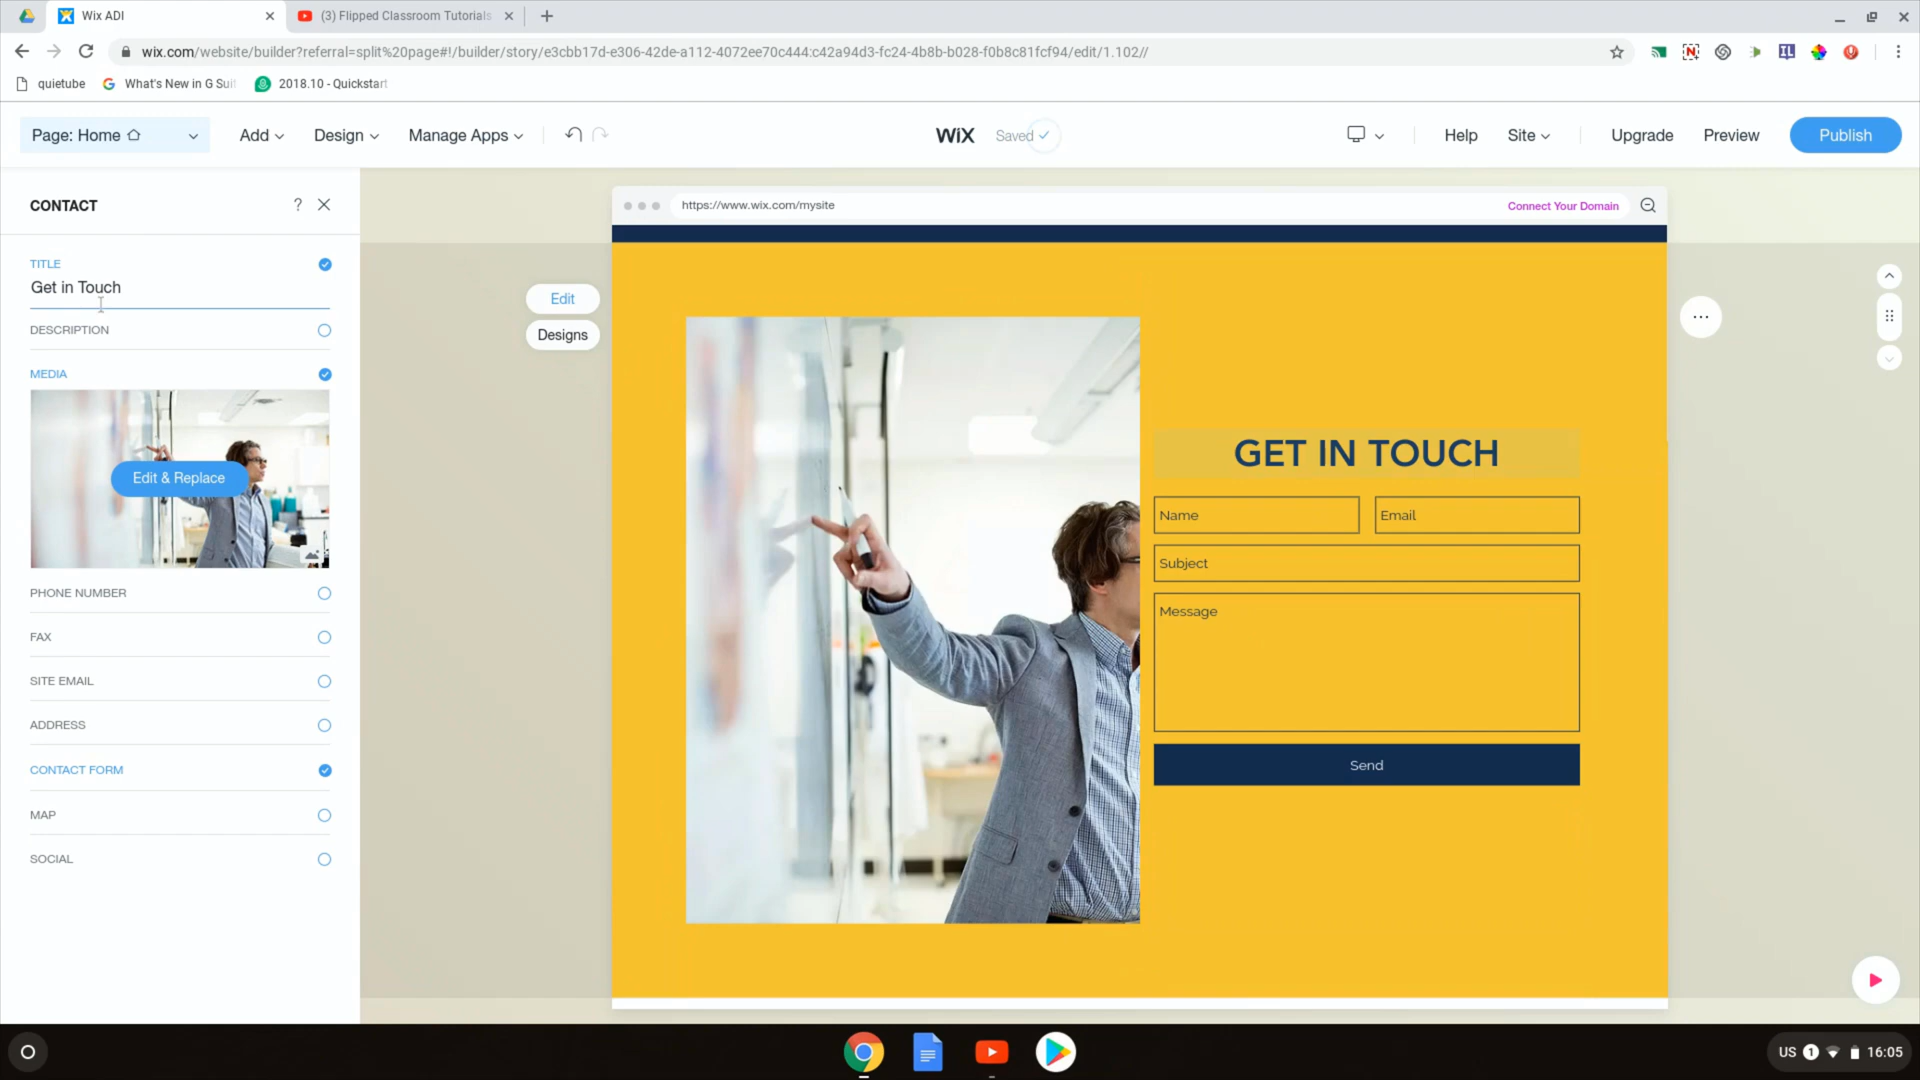 Wix ADI
(3) Flipped Classroom Tutorials
wix.com/website/builder?referral=split%20page#!/builder/story/e3cbb17d-e306-42de-a112-4072ee70c444:c42a94d3-fc24-4b8b-b028-f0b8c81fcf94/edit/1.102//
quietube
What's New in G Sui
2018.10 - Quickstart
Page: Home
Add
Design
Manage Apps
WiX
Saved
Help
Site
Upgrade
Preview
Publish
CONTACT
?
https://www.wix.com/mysite
Connect Your Domain
TITLE
Get in Touch
DESCRIPTION
MEDIA
Edit & Replace
PHONE NUMBER
FAX
SITE EMAIL
ADDRESS
CONTACT FORM
MAP
SOCIAL
Edit
Designs
GET IN TOUCH
Name
Email
Subject
Message
Send
US 1 16:05